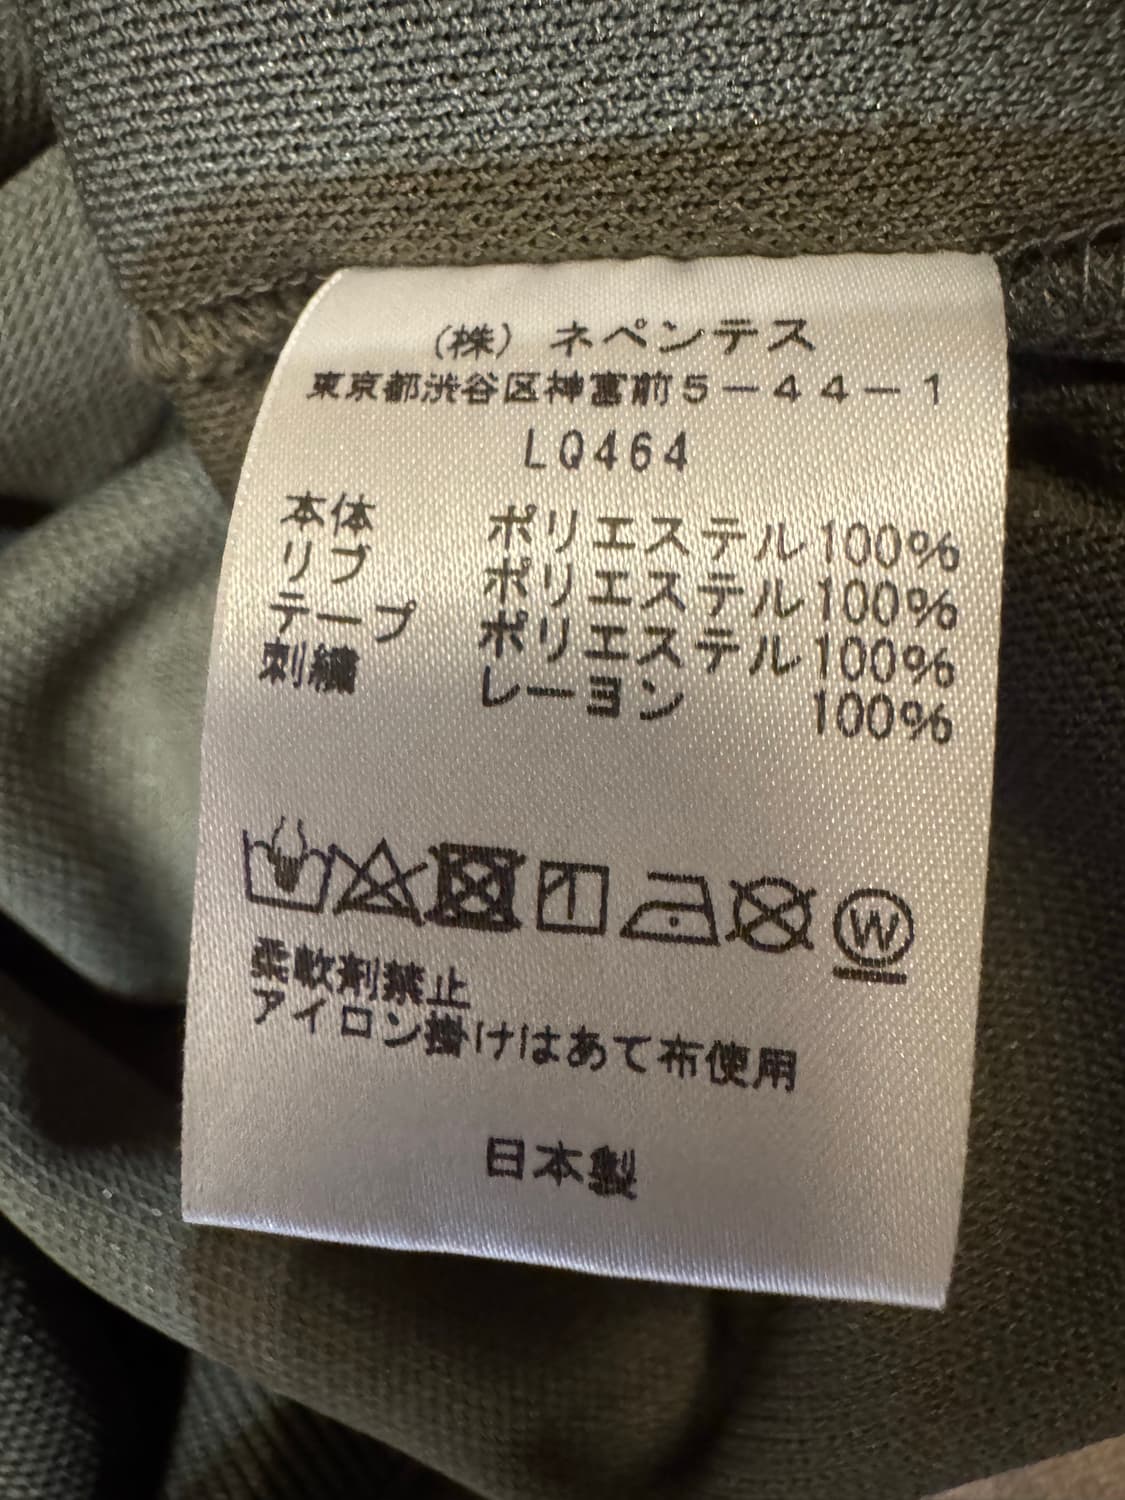 (株) ネペンテス
東京都渋谷区神宮前5-44-1
LQ464
本体 ポリエステル100%
リブ ポリエステル100%
テープ ポリエステル100%
刺繍 レーヨン 100%
W
柔軟剤禁止
アイロン掛けはあて布使用
日本製